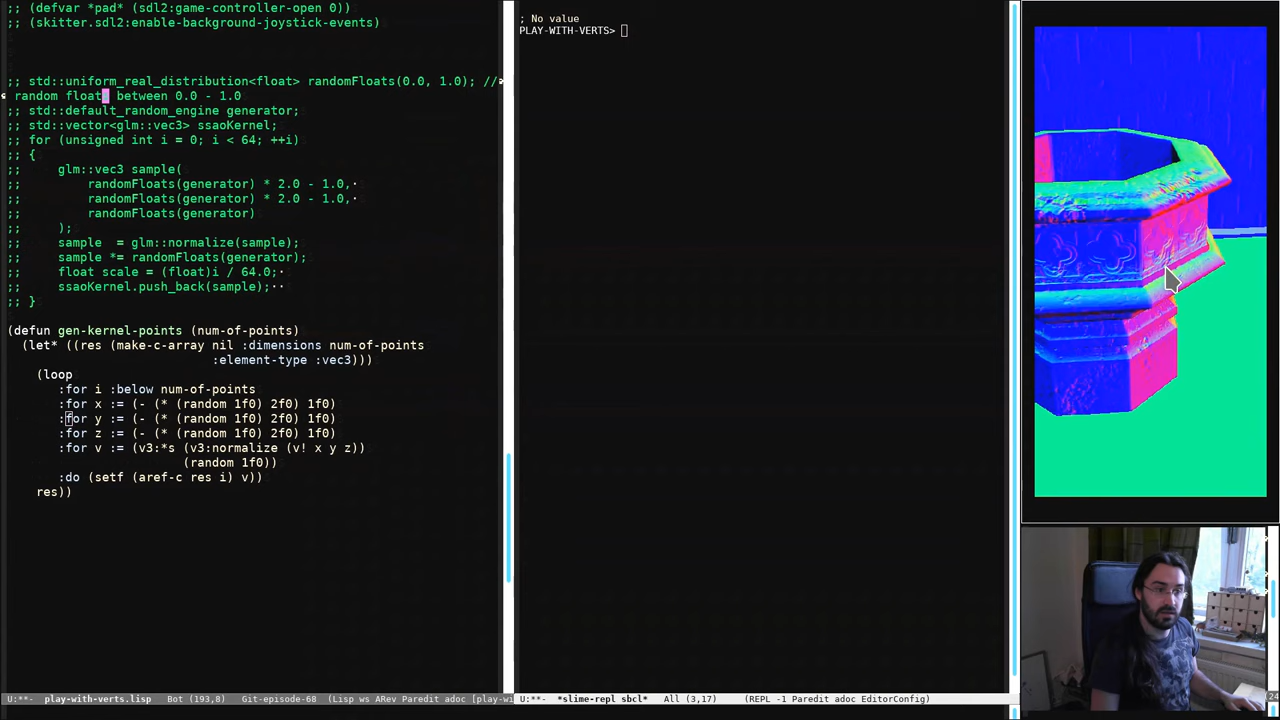 ;; (defvar *pad* (sdl2:game-controller-open 0))
;; (skitter.sdl2:enable-background-joystick-events)
;; std::uniform_real_distribution<float> randomFloats(0.0, 1.0); //
random floats between 0.0 - 1.0
;; std::default_random_engine generator;
;; std::vector<glm::vec3> ssaoKernel;
;; for (unsigned int i = 0; i < 64; ++i)
;; {
;;     glm::vec3 sample(
;;         randomFloats(generator) * 2.0 - 1.0,
;;         randomFloats(generator) * 2.0 - 1.0,
;;         randomFloats(generator)
;;     );
;;     sample  = glm::normalize(sample);
;;     sample *= randomFloats(generator);
;;     float scale = (float)i / 64.0;
;;     ssaoKernel.push_back(sample);
;; }
(defun gen-kernel-points (num-of-points)
  (let* ((res (make-c-array nil :dimensions num-of-points
                            :element-type :vec3)))
    (loop
       :for i :below num-of-points
       :for x := (- (* (random 1f0) 2f0) 1f0)
       :for y := (- (* (random 1f0) 2f0) 1f0)
       :for z := (- (* (random 1f0) 2f0) 1f0)
       :for v := (v3:*s (v3:normalize (v! x y z))
                        (random 1f0))
       :do (setf (aref-c res i) v))
    res))
U:**-  play-with-verts.lisp   Bot (193,8)   Git-episode-68  (Lisp ws ARev Paredit adoc [play-wi
; No value
PLAY-WITH-VERTS>
U:**-  *slime-repl sbcl*   All (3,17)   (REPL -1 Paredit adoc EditorConfig)
24